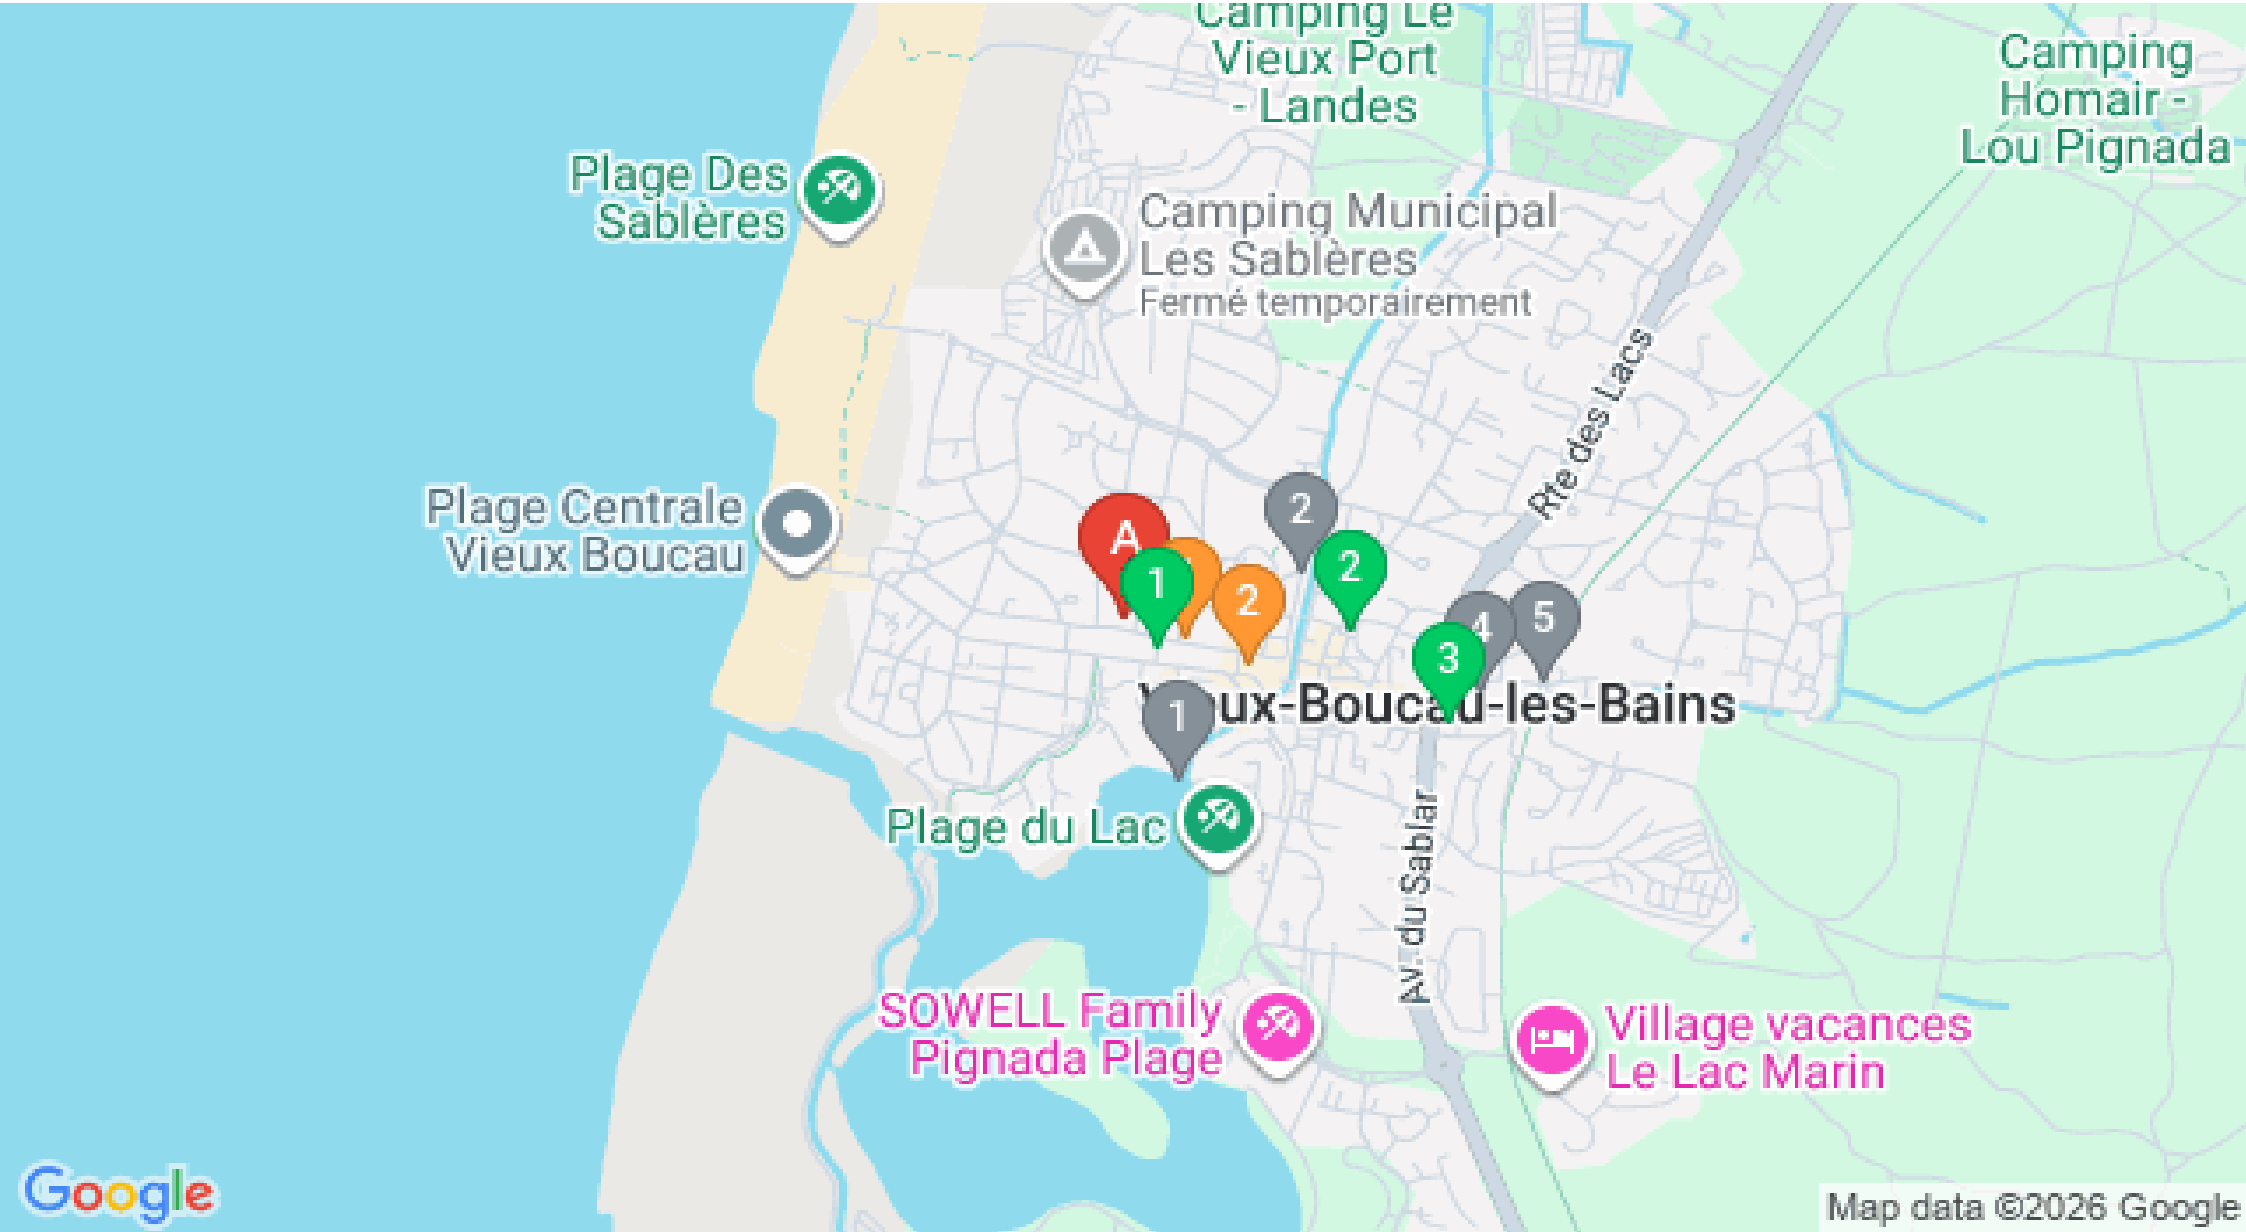 Camping Le
Vieux Port
- Landes
Camping
Homair -
Lou Pignada
Plage Des
Sablères
Camping Municipal
Les Sablères
Fermé temporairement
Rte des Lacs
Plage Centrale
Vieux Boucau
A
1
2
2
2
4
5
3
1
ux-Boucau-les-Bains
Plage du Lac
Av. du Sablar
SOWELL Family
Pignada Plage
Village vacances
Le Lac Marin
Google
Map data ©2026 Google